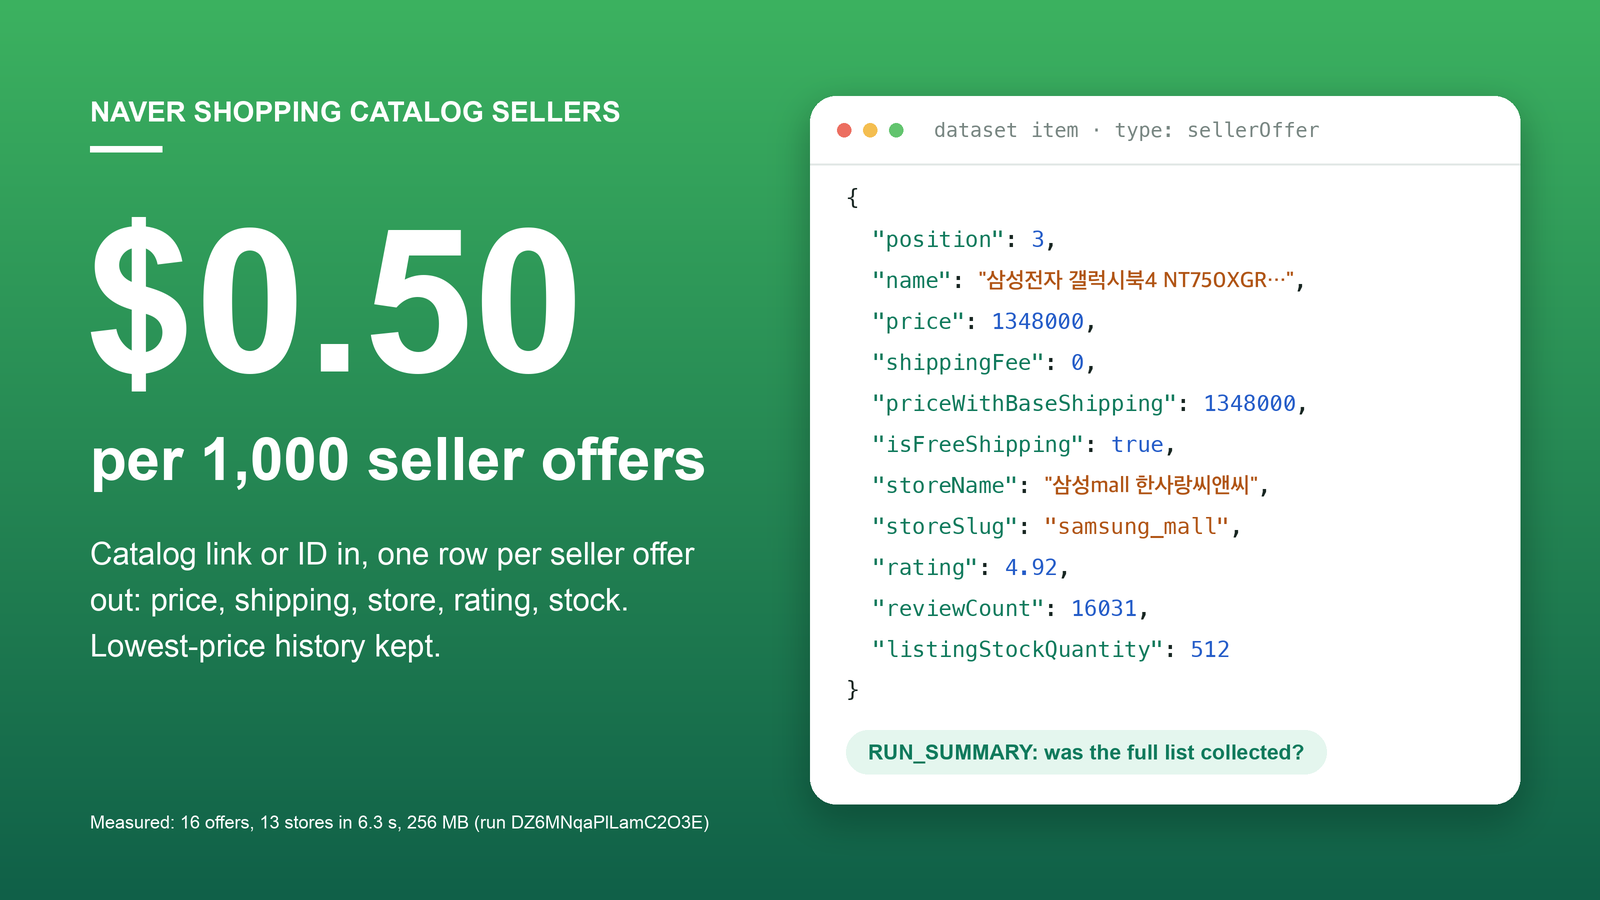 NAVER SHOPPING CATALOG SELLERS
$0.50
per 1,000 seller offers
Catalog link or ID in, one row per seller offer
out: price, shipping, store, rating, stock.
Lowest-price history kept.
Measured: 16 offers, 13 stores in 6.3 s, 256 MB (run DZ6MNqaPlLamC2O3E)
dataset item · type: sellerOffer
{
"position": 3,
"name": "삼성전자 갤럭시북4 NT750XGR…",
"price": 1348000,
"shippingFee": 0,
"priceWithBaseShipping": 1348000,
"isFreeShipping": true,
"storeName": "삼성mall 한사랑씨앤씨",
"storeSlug": "samsung_mall",
"rating": 4.92,
"reviewCount": 16031,
"listingStockQuantity": 512
}
RUN_SUMMARY: was the full list collected?